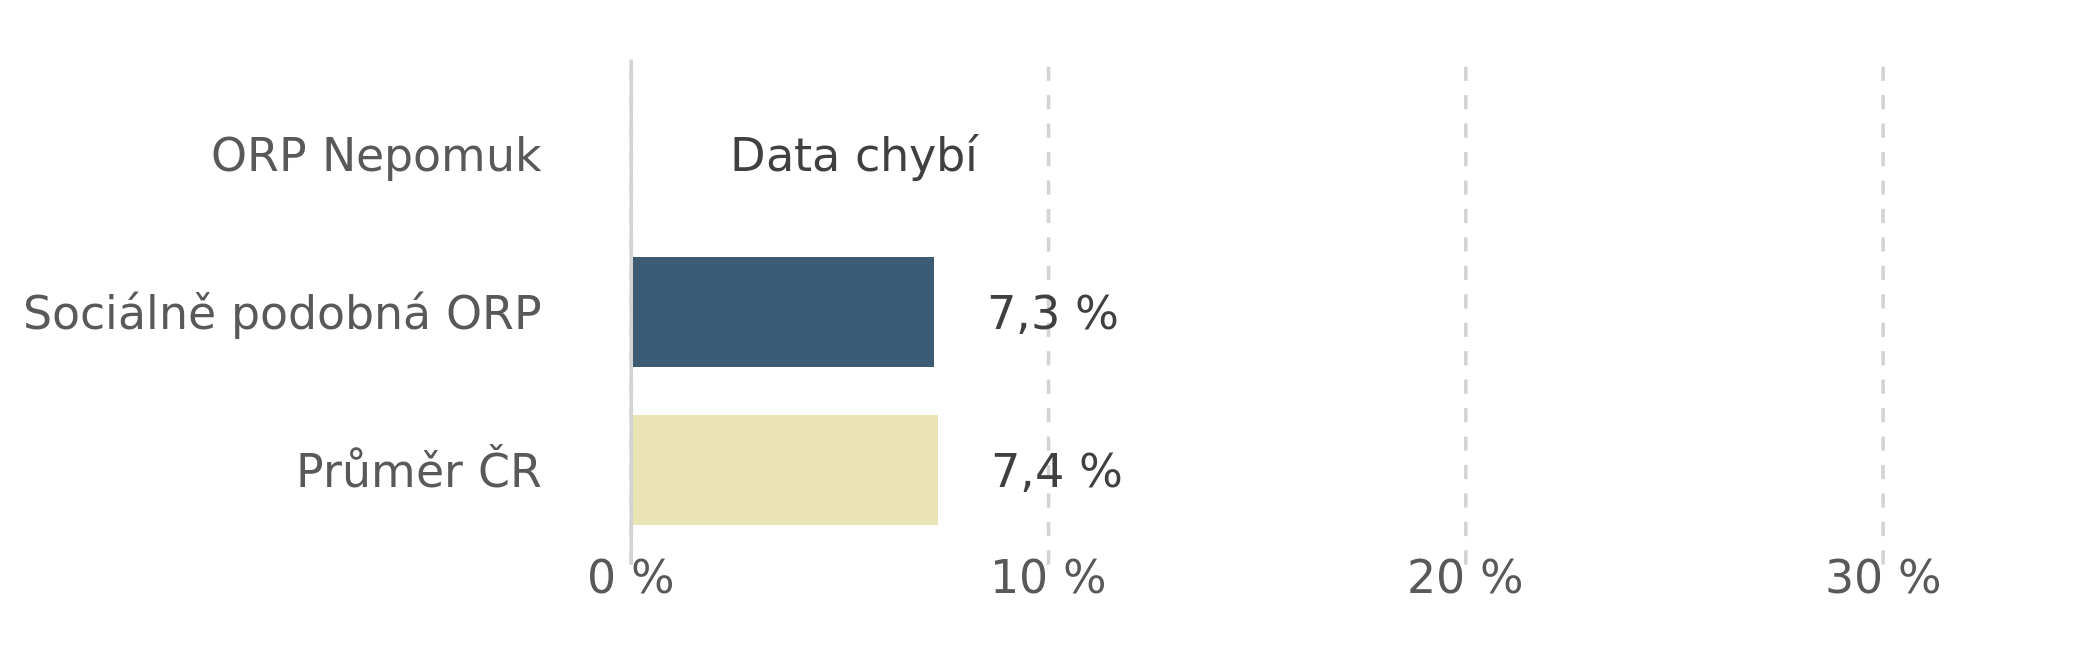 ORP Nepomuk Data chybí
Sociálně podobná ORP 7,3 %
Průměr ČR 7,4 %
0 % 10 % 20 % 30 %